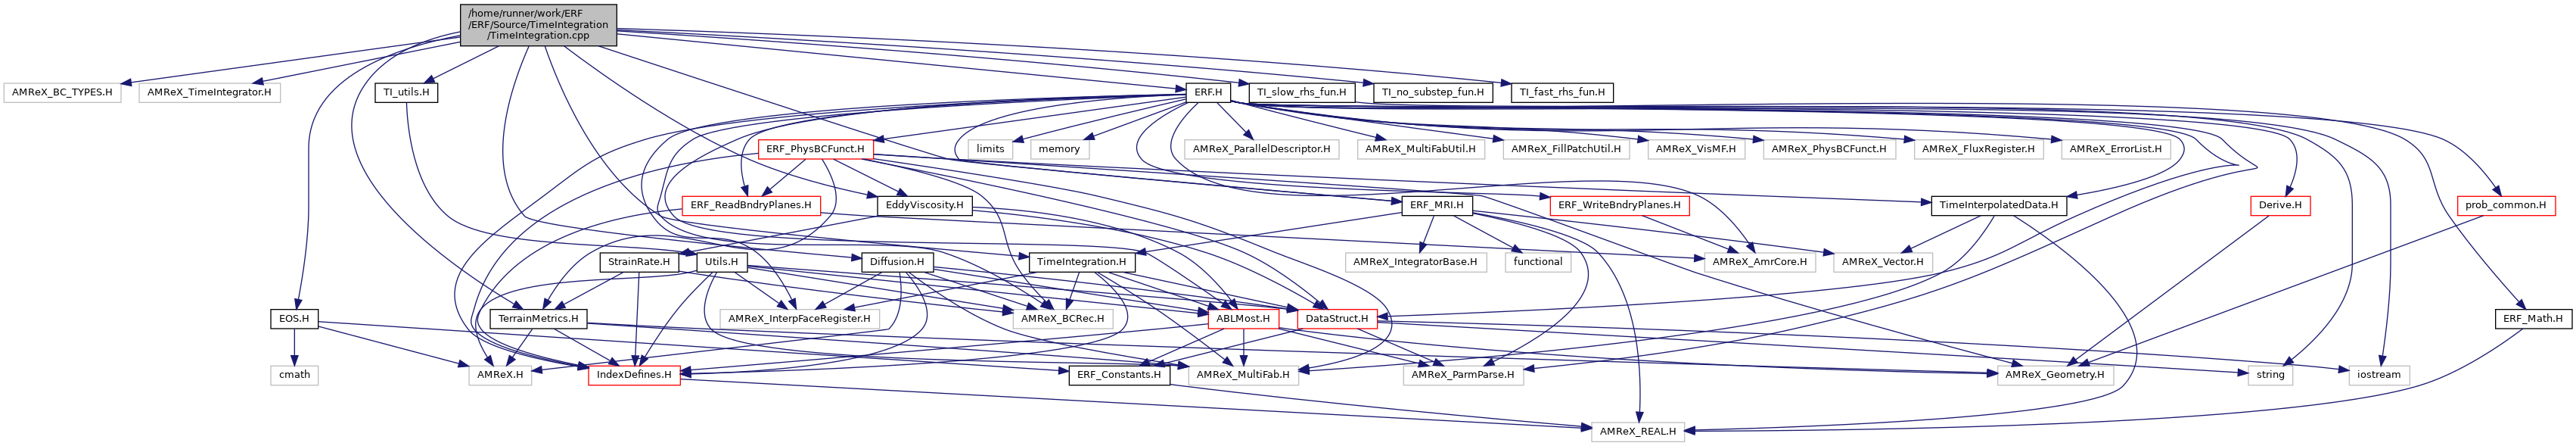 /home/runner/work/ERF
/ERF/Source/TimeIntegration
/TimeIntegration.cpp
AMReX_BC_TYPES.H
AMReX_TimeIntegrator.H
TI_utils.H
ERF.H
TI_slow_rhs_fun.H
TI_no_substep_fun.H
TI_fast_rhs_fun.H
ERF_PhysBCFunct.H
limits
memory
AMReX_ParallelDescriptor.H
AMReX_MultiFabUtil.H
AMReX_FillPatchUtil.H
AMReX_VisMF.H
AMReX_PhysBCFunct.H
AMReX_FluxRegister.H
AMReX_ErrorList.H
ERF_ReadBndryPlanes.H
EddyViscosity.H
ERF_MRI.H
ERF_WriteBndryPlanes.H
TimeInterpolatedData.H
Derive.H
prob_common.H
StrainRate.H
Utils.H
Diffusion.H
TimeIntegration.H
AMReX_IntegratorBase.H
functional
AMReX_AmrCore.H
AMReX_Vector.H
EOS.H
TerrainMetrics.H
AMReX_InterpFaceRegister.H
AMReX_BCRec.H
ABLMost.H
DataStruct.H
ERF_Math.H
cmath
AMReX.H
IndexDefines.H
ERF_Constants.H
AMReX_MultiFab.H
AMReX_ParmParse.H
AMReX_Geometry.H
string
iostream
AMReX_REAL.H